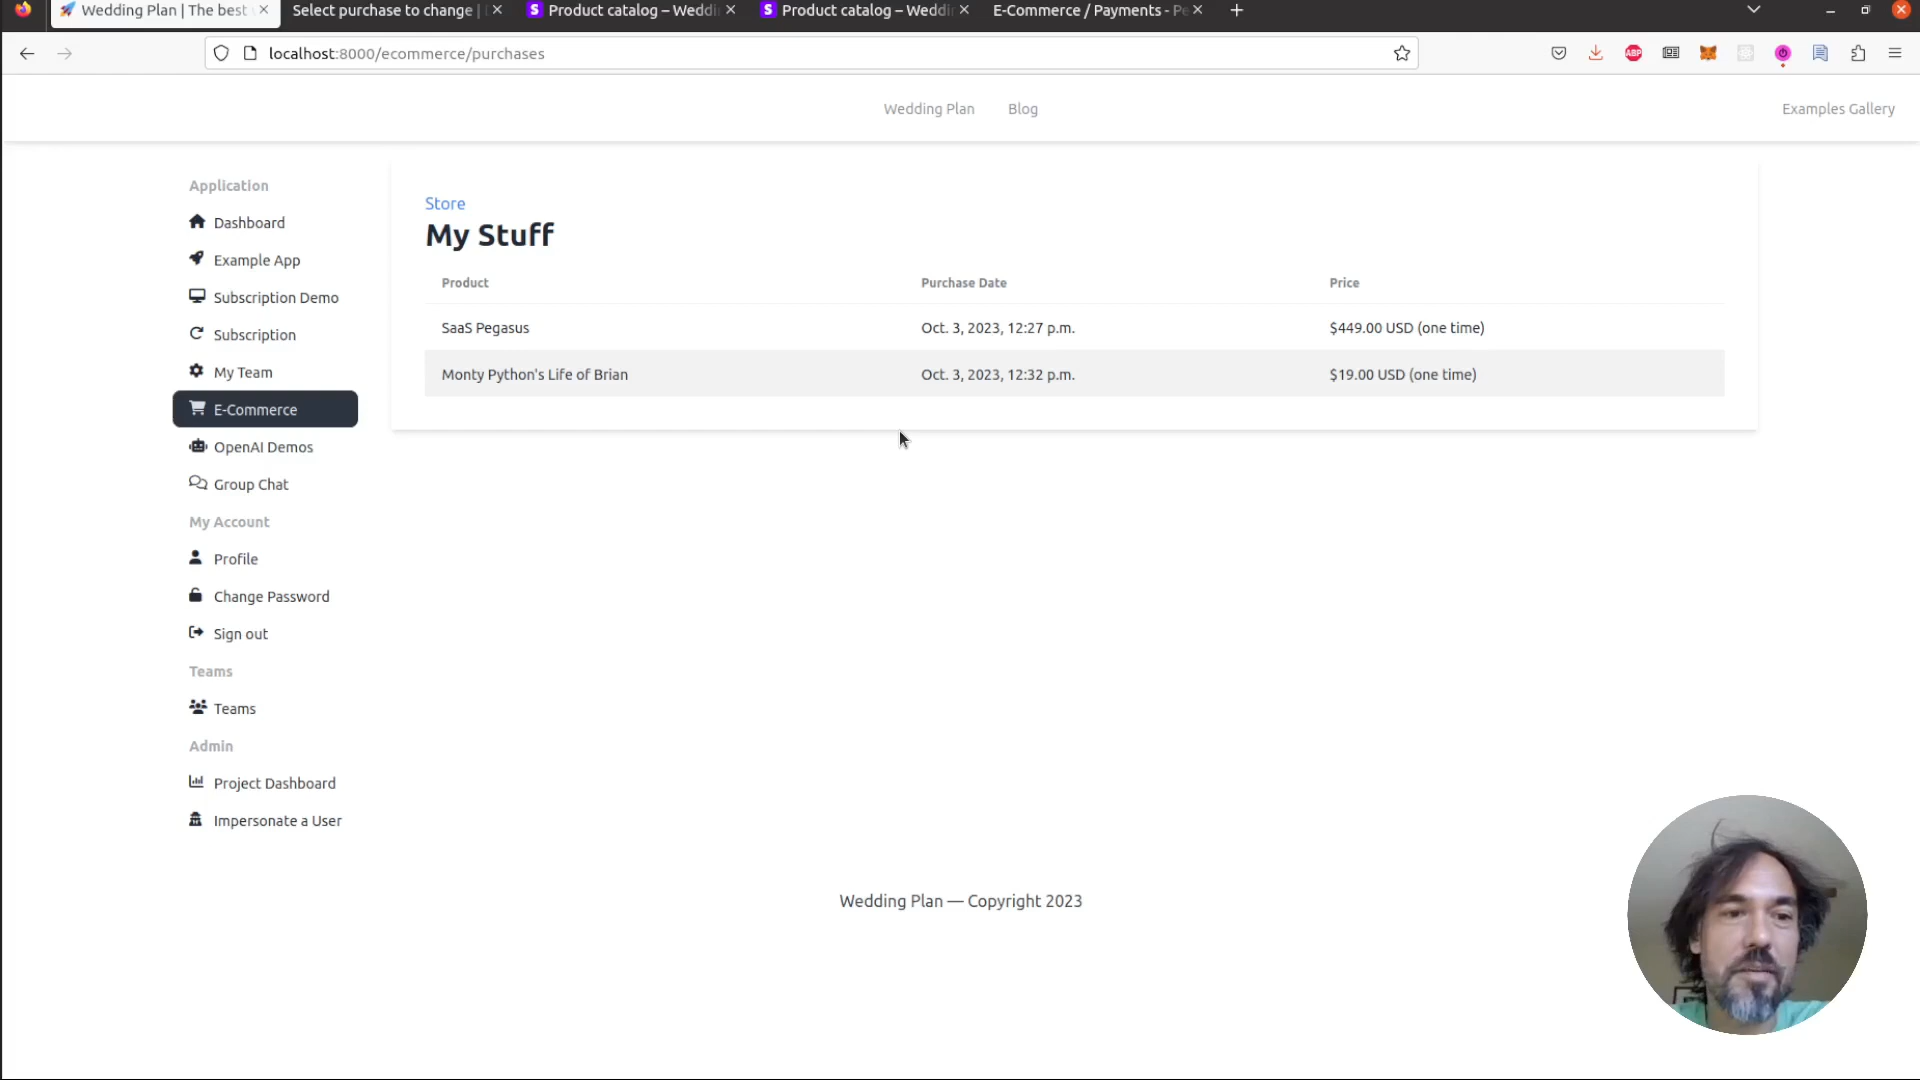 Wedding Plan | The best
Select purchase to change |
Product catalog – Weddi
Product catalog – Weddi
E-Commerce / Payments - Pe
localhost:8000/ecommerce/purchases
ABP
Wedding Plan
Blog
Examples Gallery
Application
Dashboard
Example App
Subscription Demo
Subscription
My Team
E-Commerce
OpenAI Demos
Group Chat
My Account
Profile
Change Password
Sign out
Teams
Teams
Admin
Project Dashboard
Impersonate a User
Store
My Stuff
Product Purchase Date Price
SaaS Pegasus Oct. 3, 2023, 12:27 p.m. $449.00 USD (one time)
Monty Python's Life of Brian Oct. 3, 2023, 12:32 p.m. $19.00 USD (one time)
Wedding Plan — Copyright 2023